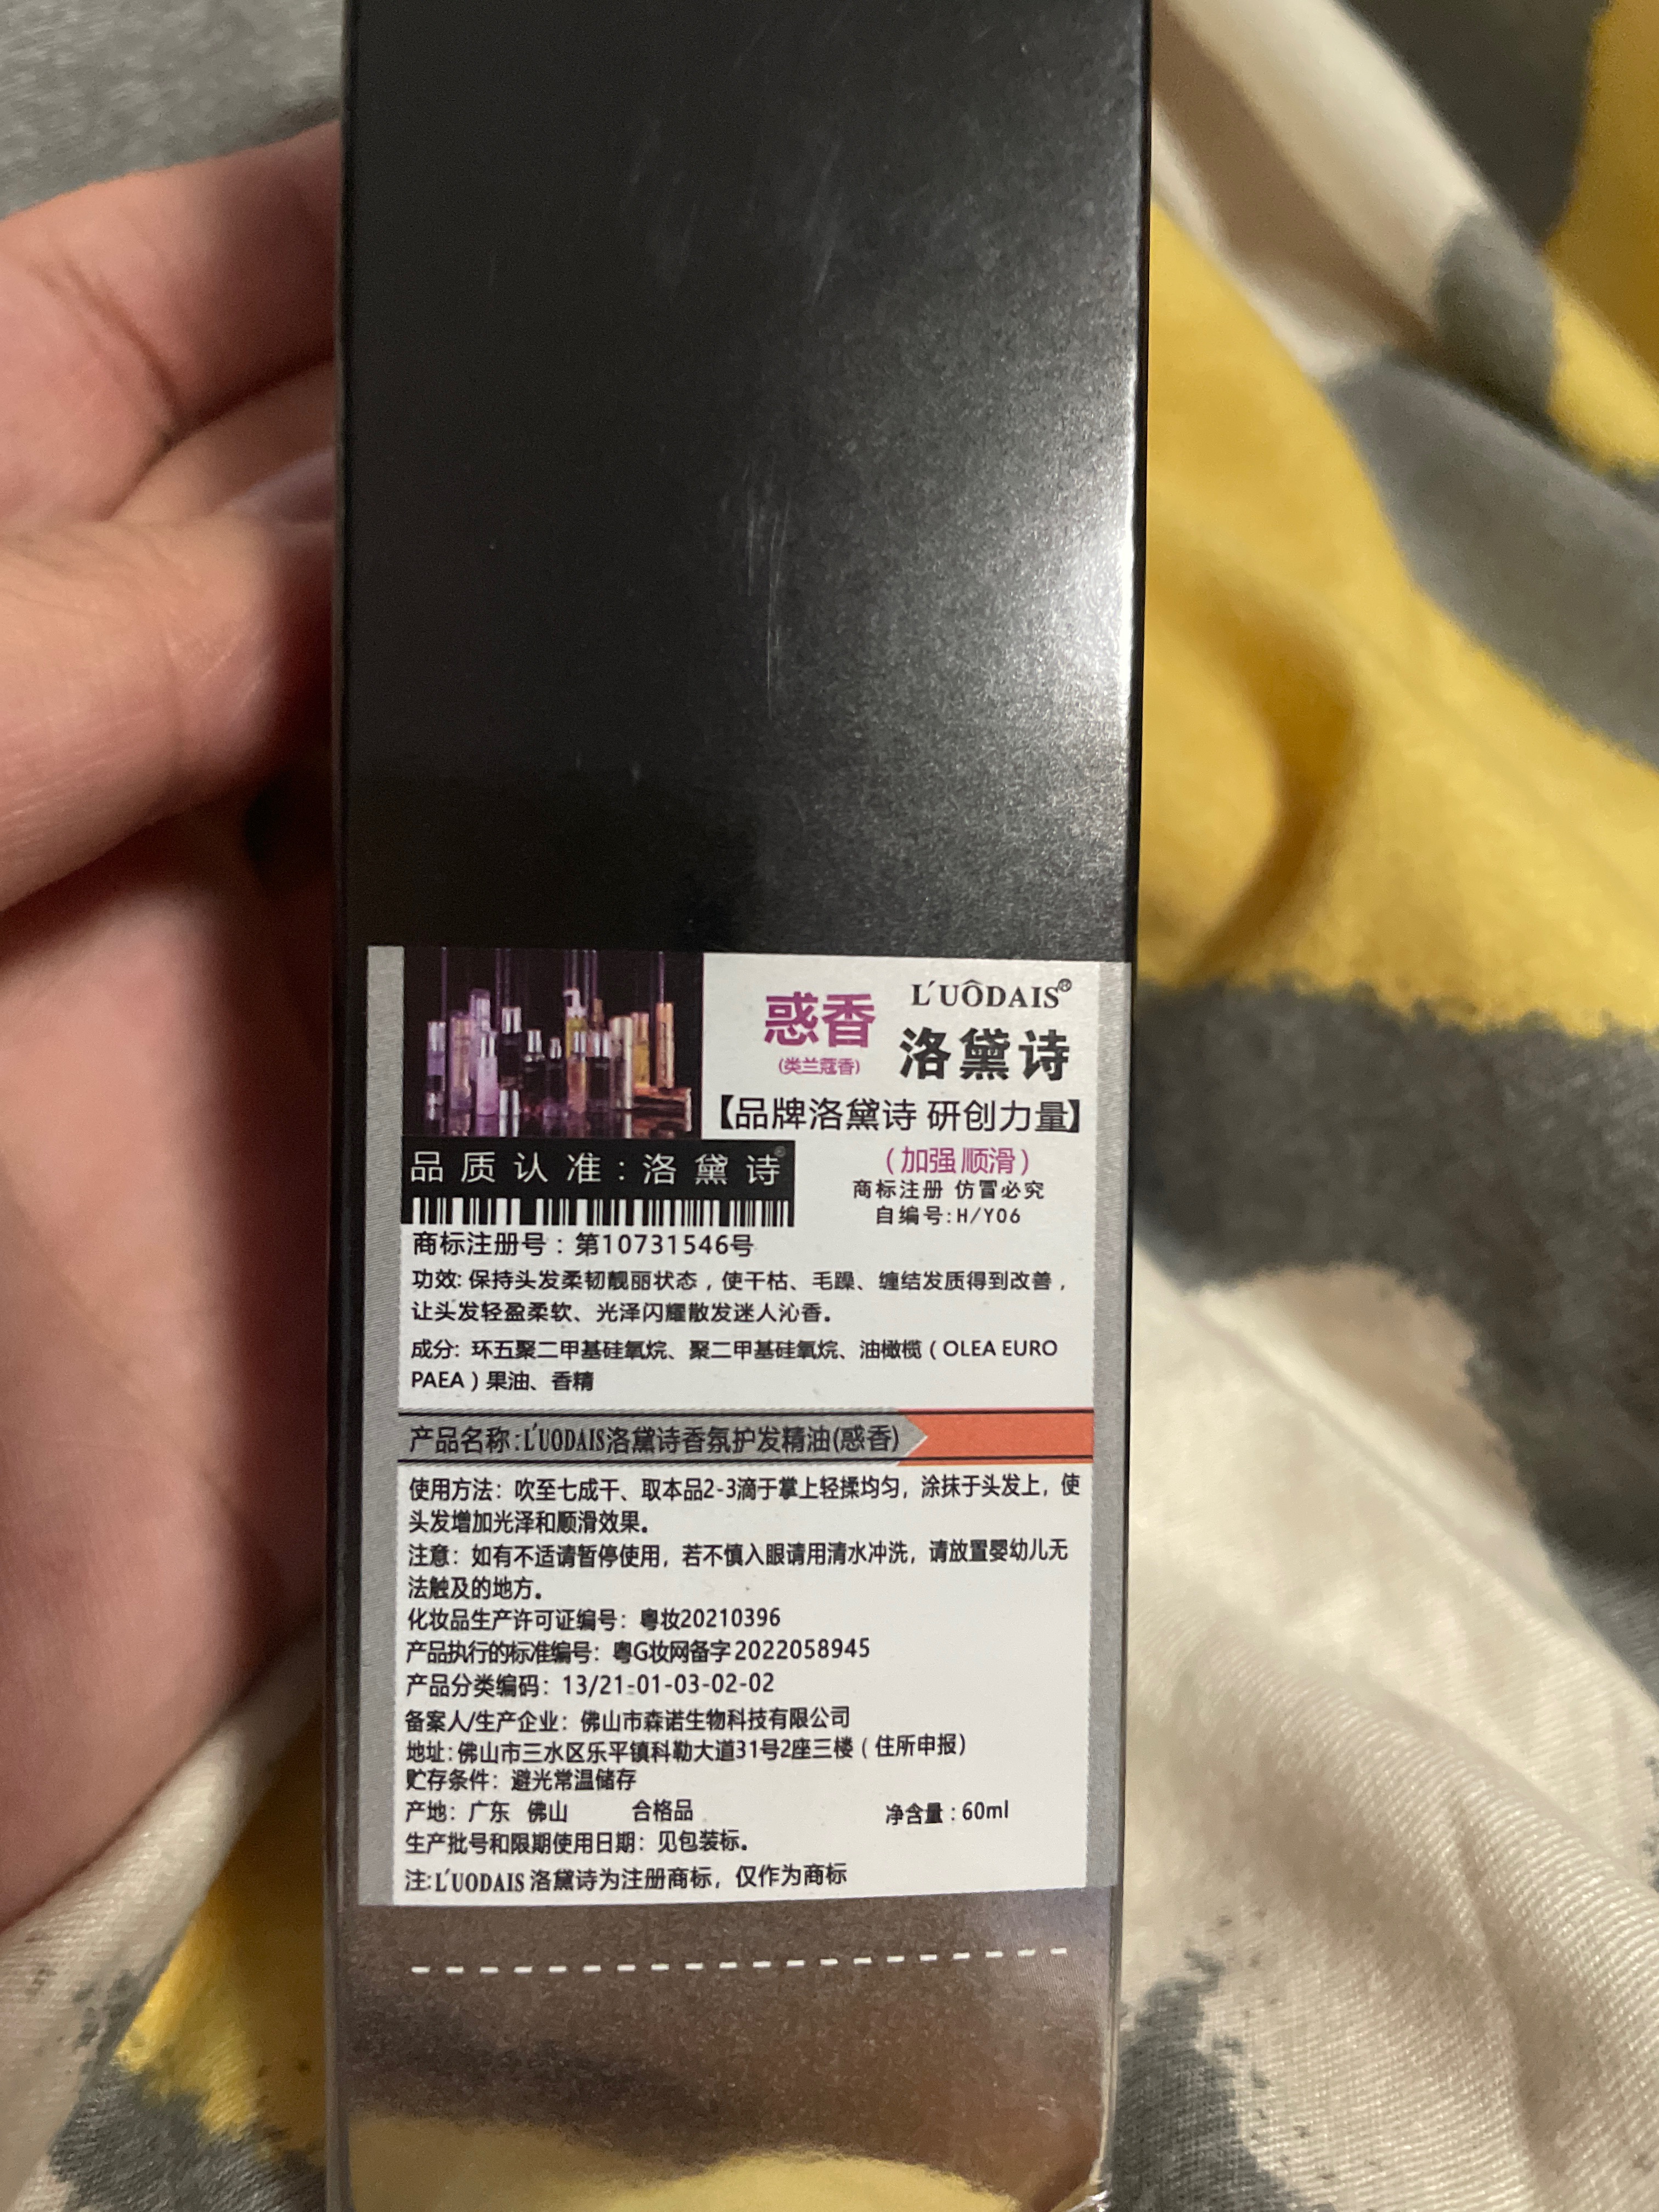 惑香
(类兰蔻香)
L'UÔDAIS®
洛黛诗
【品牌洛黛诗 研创力量】
品质认准：洛黛诗®
（加强 顺滑）
商标注册 仿冒必究
自编号:H/Y06
商标注册号：第10731546号
功效: 保持头发柔韧靓丽状态，使干枯、毛躁、缠结发质得到改善，
让头发轻盈柔软、光泽闪耀散发迷人沁香。
成分: 环五聚二甲基硅氧烷、聚二甲基硅氧烷、油橄榄（OLEA EURO
PAEA）果油、香精
产品名称:L'UODAIS洛黛诗香氛护发精油(惑香)
使用方法：吹至七成干、取本品2-3滴于掌上轻揉均匀，涂抹于头发上，使
头发增加光泽和顺滑效果。
注意：如有不适请暂停使用，若不慎入眼请用清水冲洗，请放置婴幼儿无
法触及的地方。
化妆品生产许可证编号：粤妆20210396
产品执行的标准编号：粤G妆网备字2022058945
产品分类编码：13/21-01-03-02-02
备案人/生产企业：佛山市森诺生物科技有限公司
地址：佛山市三水区乐平镇科勒大道31号2座三楼（住所申报）
贮存条件：避光常温储存
产地：广东 佛山 合格品 净含量：60ml
生产批号和限期使用日期：见包装标。
注:L'UODAIS 洛黛诗为注册商标，仅作为商标